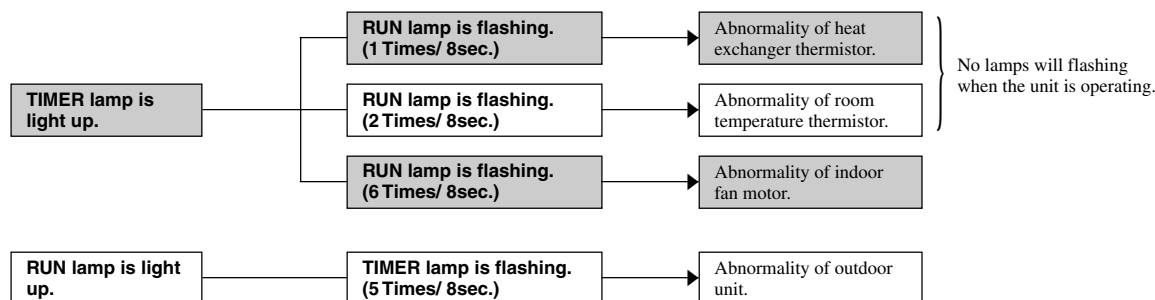 RUN lamp is flashing.
(1 Times/ 8sec.)
Abnormality of heat
exchanger thermistor.
No lamps will flashing
when the unit is operating.
TIMER lamp is
light up.
RUN lamp is flashing.
(2 Times/ 8sec.)
Abnormality of room
temperature thermistor.
RUN lamp is flashing.
(6 Times/ 8sec.)
Abnormality of indoor
fan motor.
RUN lamp is light
up.
TIMER lamp is flashing.
(5 Times/ 8sec.)
Abnormality of outdoor
unit.